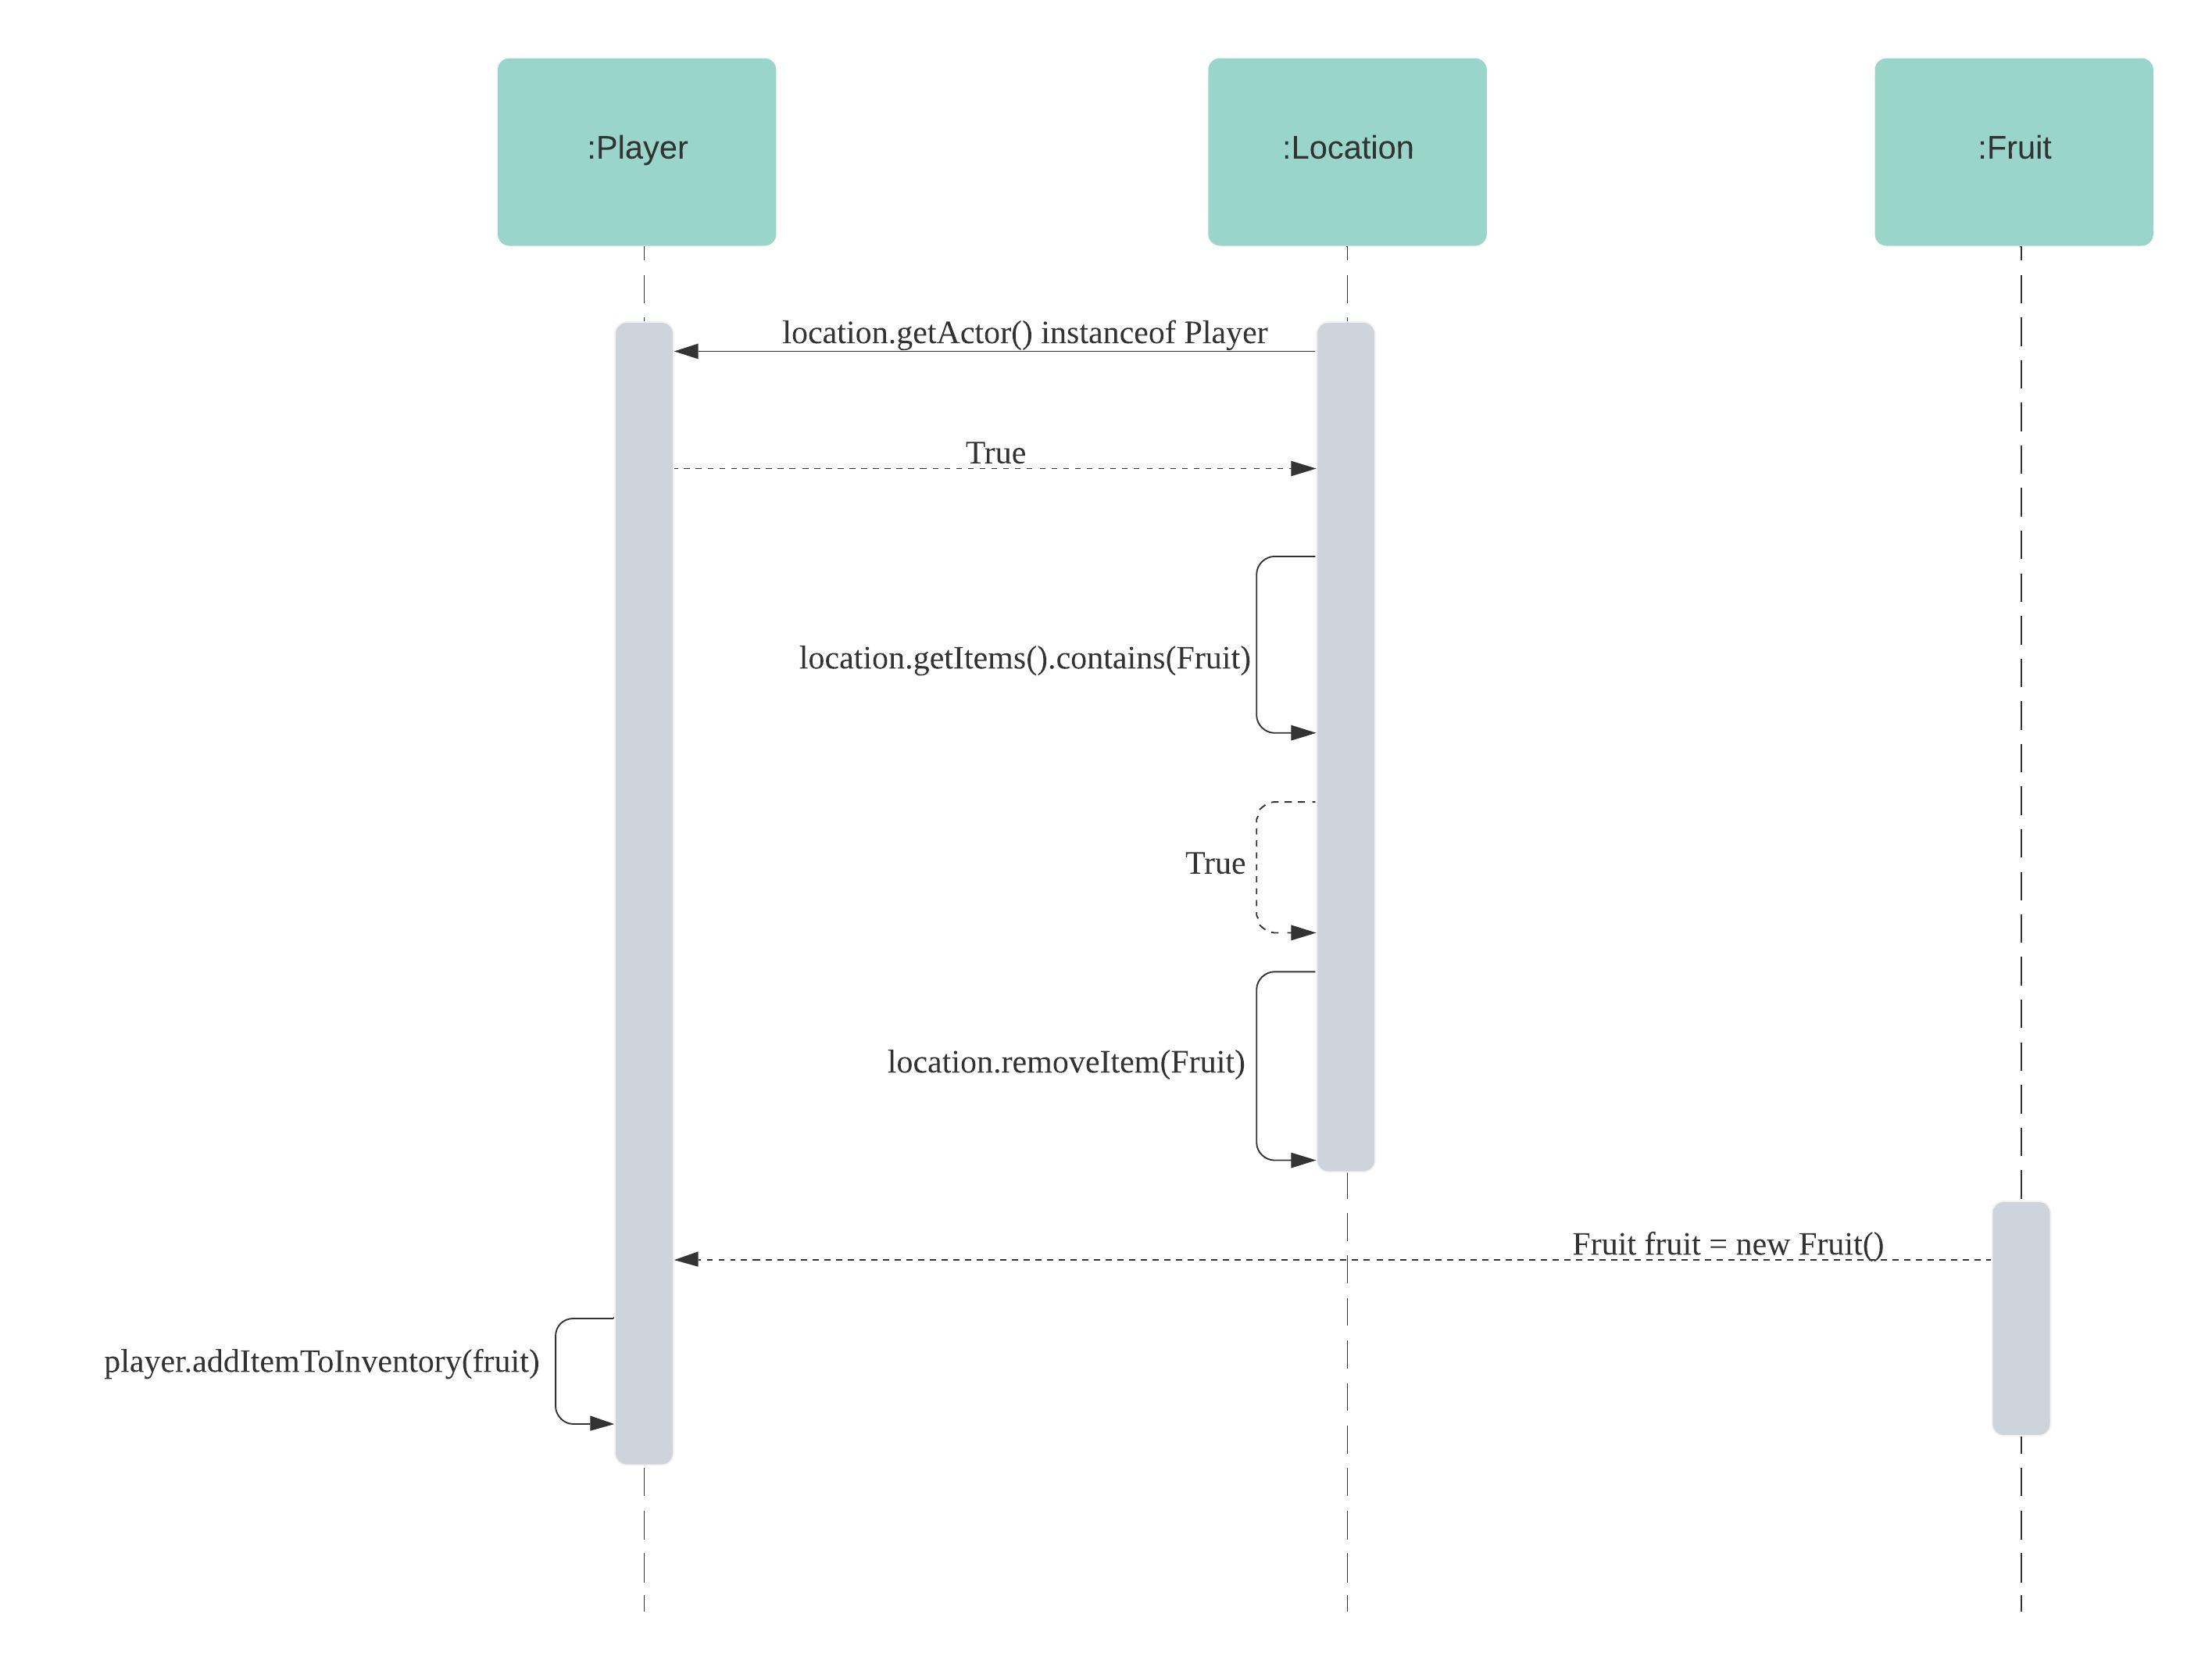 :Player
:Location
:Fruit
location.getActor() instanceof Player
True
location.getItems().contains(Fruit)
True
location.removeItem(Fruit)
Fruit fruit = new Fruit()
player.addItemToInventory(fruit)